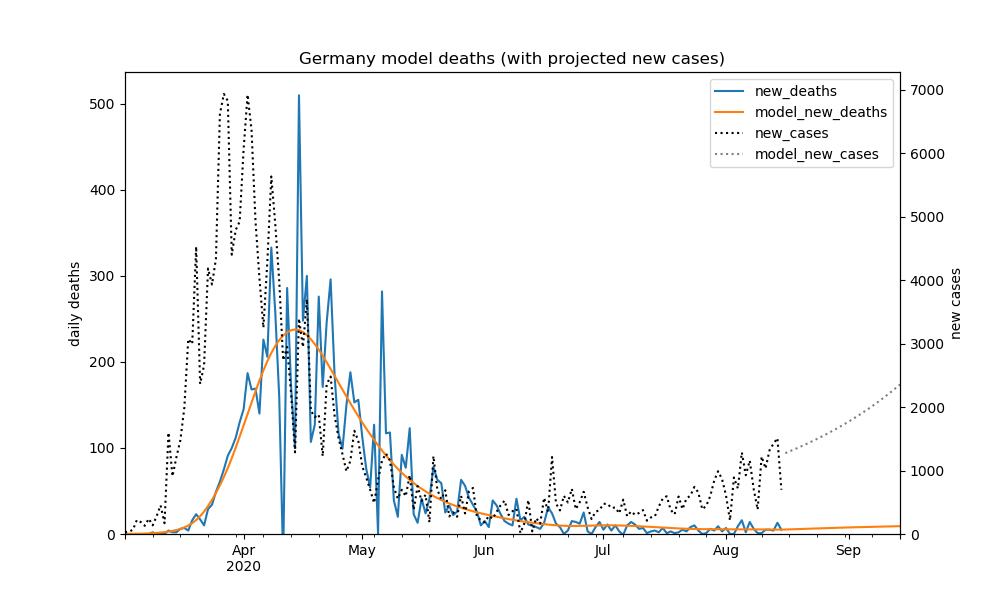 Germany model deaths (with projected new cases)
new_deaths
model_new_deaths
new_cases
model_new_cases
daily deaths
500
400
300
200
100
0
7000
6000
5000
4000
3000
2000
1000
0
new cases
Apr
2020
May
Jun
Jul
Aug
Sep